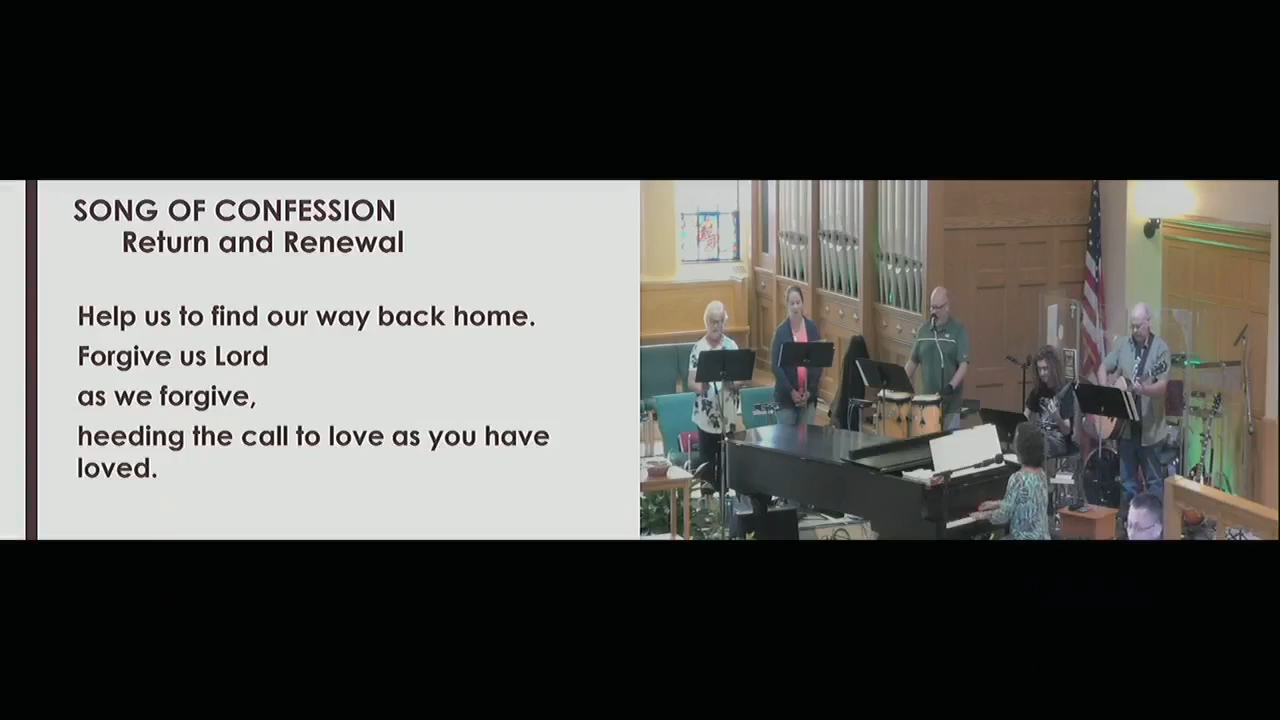 SONG OF CONFESSION
Return and Renewal
Help us to find our way back home.
Forgive us Lord
as we forgive,
heeding the call to love as you have
loved.